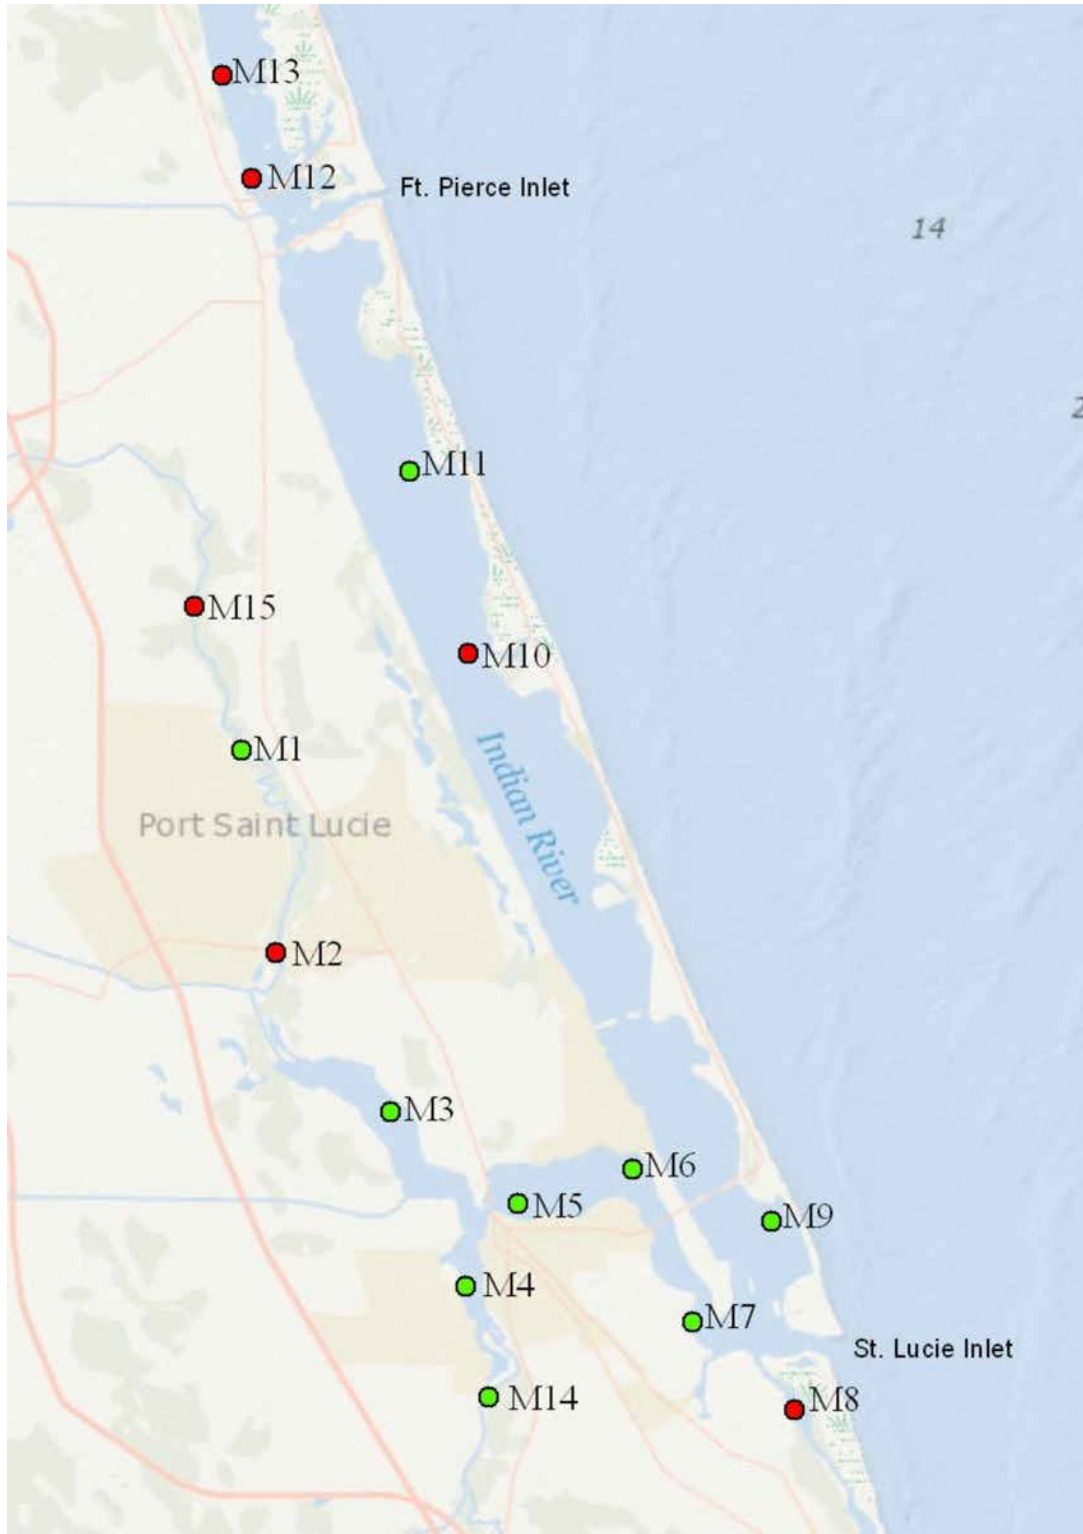 M13
M12
Ft. Pierce Inlet
14
2
M11
M15
M10
M1
Indian River
Port Saint Lucie
M2
M3
M6
M5
M9
M4
M7
St. Lucie Inlet
M14
M8